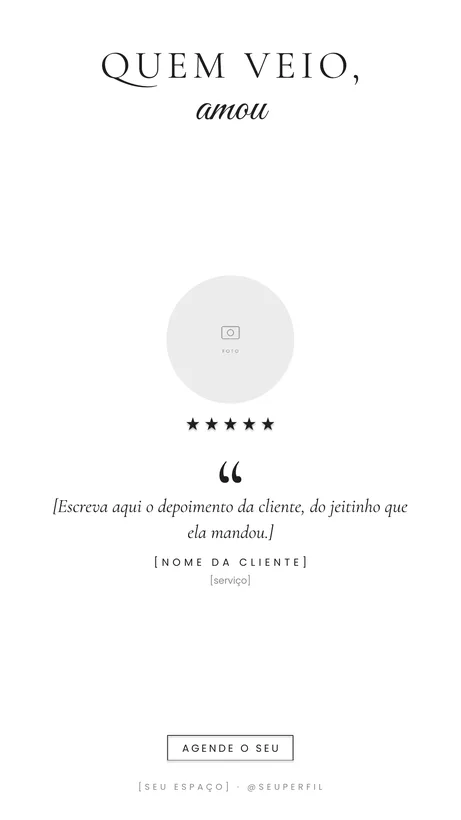 QUEM VEIO,
amou
FOTO
★★★★★
“
[Escreva aqui o depoimento da cliente, do jeitinho que
ela mandou.]
[NOME DA CLIENTE]
[serviço]
AGENDE O SEU
[SEU ESPAÇO] · @SEUPERFIL